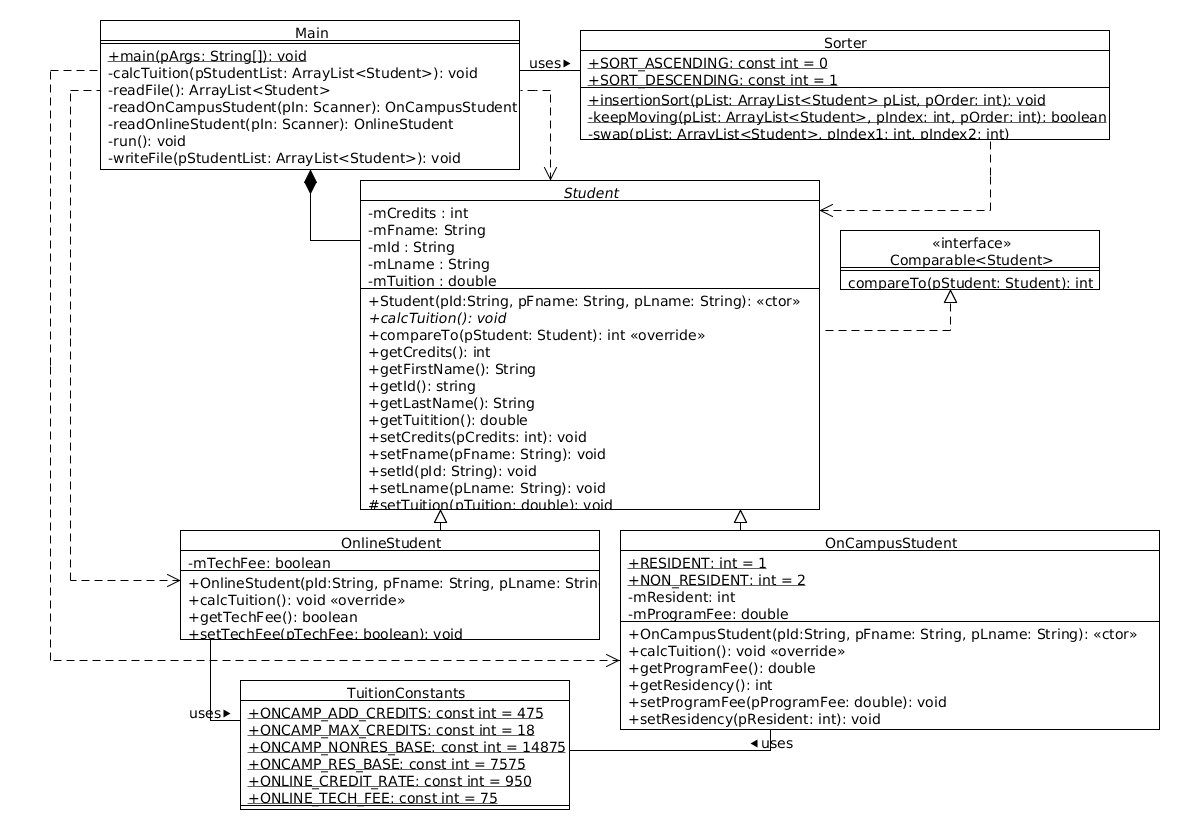 Main
+main(pArgs: String[]): void
-calcTuition(pStudentList: ArrayList<Student>): void
-readFile(): ArrayList<Student>
-readOnCampusStudent(pIn: Scanner): OnCampusStudent
-readOnlineStudent(pIn: Scanner): OnlineStudent
-run(): void
-writeFile(pStudentList: ArrayList<Student>): void
uses▶
Sorter
+SORT_ASCENDING: const int = 0
+SORT_DESCENDING: const int = 1
+insertionSort(pList: ArrayList<Student> pList, pOrder: int): void
-keepMoving(pList: ArrayList<Student>, pIndex: int, pOrder: int): boolean
-swap(pList: ArrayList<Student>, pIndex1: int, pIndex2: int)
Student
-mCredits : int
-mFname: String
-mId : String
-mLname : String
-mTuition : double
+Student(pId:String, pFname: String, pLname: String): «ctor»
+calcTuition(): void
+compareTo(pStudent: Student): int «override»
+getCredits(): int
+getFirstName(): String
+getId(): string
+getLastName(): String
+getTuitition(): double
+setCredits(pCredits: int): void
+setFname(pFname: String): void
+setId(pId: String): void
+setLname(pLname: String): void
#setTuition(pTuition: double): void
«interface»
Comparable<Student>
compareTo(pStudent: Student): int
OnlineStudent
-mTechFee: boolean
+OnlineStudent(pId:String, pFname: String, pLname: Strin
+calcTuition(): void «override»
+getTechFee(): boolean
+setTechFee(pTechFee: boolean): void
OnCampusStudent
+RESIDENT: int = 1
+NON_RESIDENT: int = 2
-mResident: int
-mProgramFee: double
+OnCampusStudent(pId:String, pFname: String, pLname: String): «ctor»
+calcTuition(): void «override»
+getProgramFee(): double
+getResidency(): int
+setProgramFee(pProgramFee: double): void
+setResidency(pResident: int): void
uses▶
TuitionConstants
+ONCAMP_ADD_CREDITS: const int = 475
+ONCAMP_MAX_CREDITS: const int = 18
+ONCAMP_NONRES_BASE: const int = 14875
+ONCAMP_RES_BASE: const int = 7575
+ONLINE_CREDIT_RATE: const int = 950
+ONLINE_TECH_FEE: const int = 75
◀uses